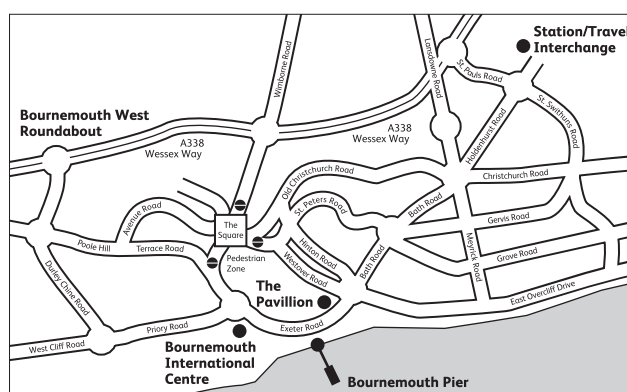 Station/Travel
Interchange
Wimborne Road
Lansdowne Road
St. Pauls Road
Bournemouth West
Roundabout
A338
Wessex Way
A338
Wessex Way
Holdenhurst Road
St. Swithuns Road
Old Christchurch Road
Christchurch Road
Avenue Road
St. Peters Road
Bath Road
Gervis Road
The
Square
Poole Hill
Terrace Road
Pedestrian
Zone
Hinton Road
Westover Road
Bath Road
Meyrick Road
Grove Road
Durley Chine Road
The
Pavillion
East Overcliff Drive
Priory Road
Exeter Road
West Cliff Road
Bournemouth
International
Centre
Bournemouth Pier